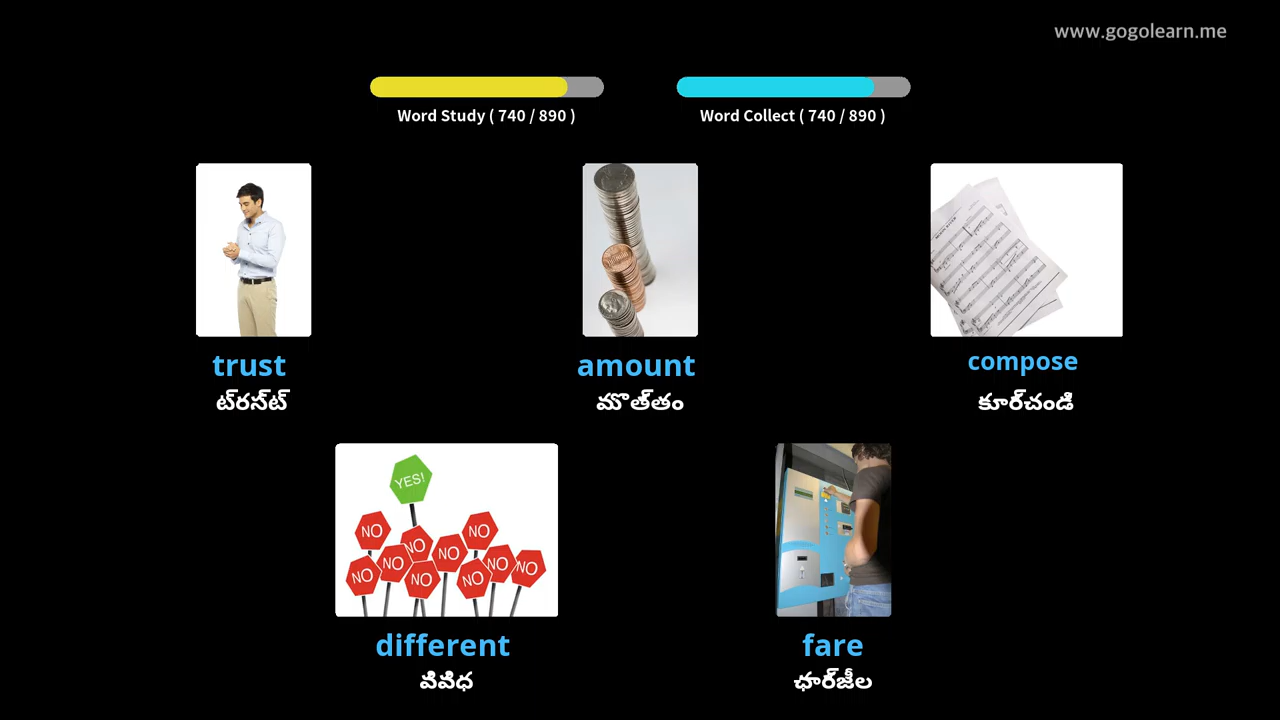 www.gogolearn.me
Word Study ( 740 / 890 )
Word Collect ( 740 / 890 )
trust
ట్‌రస్‌ట్
amount
మొత్‌తం
compose
కూర్‌చండి
YES!
NO
NO
NO
NO
NO
NO
NO
NO
NO
NO
different
వివిధ
fare
ఛార్‌జీల